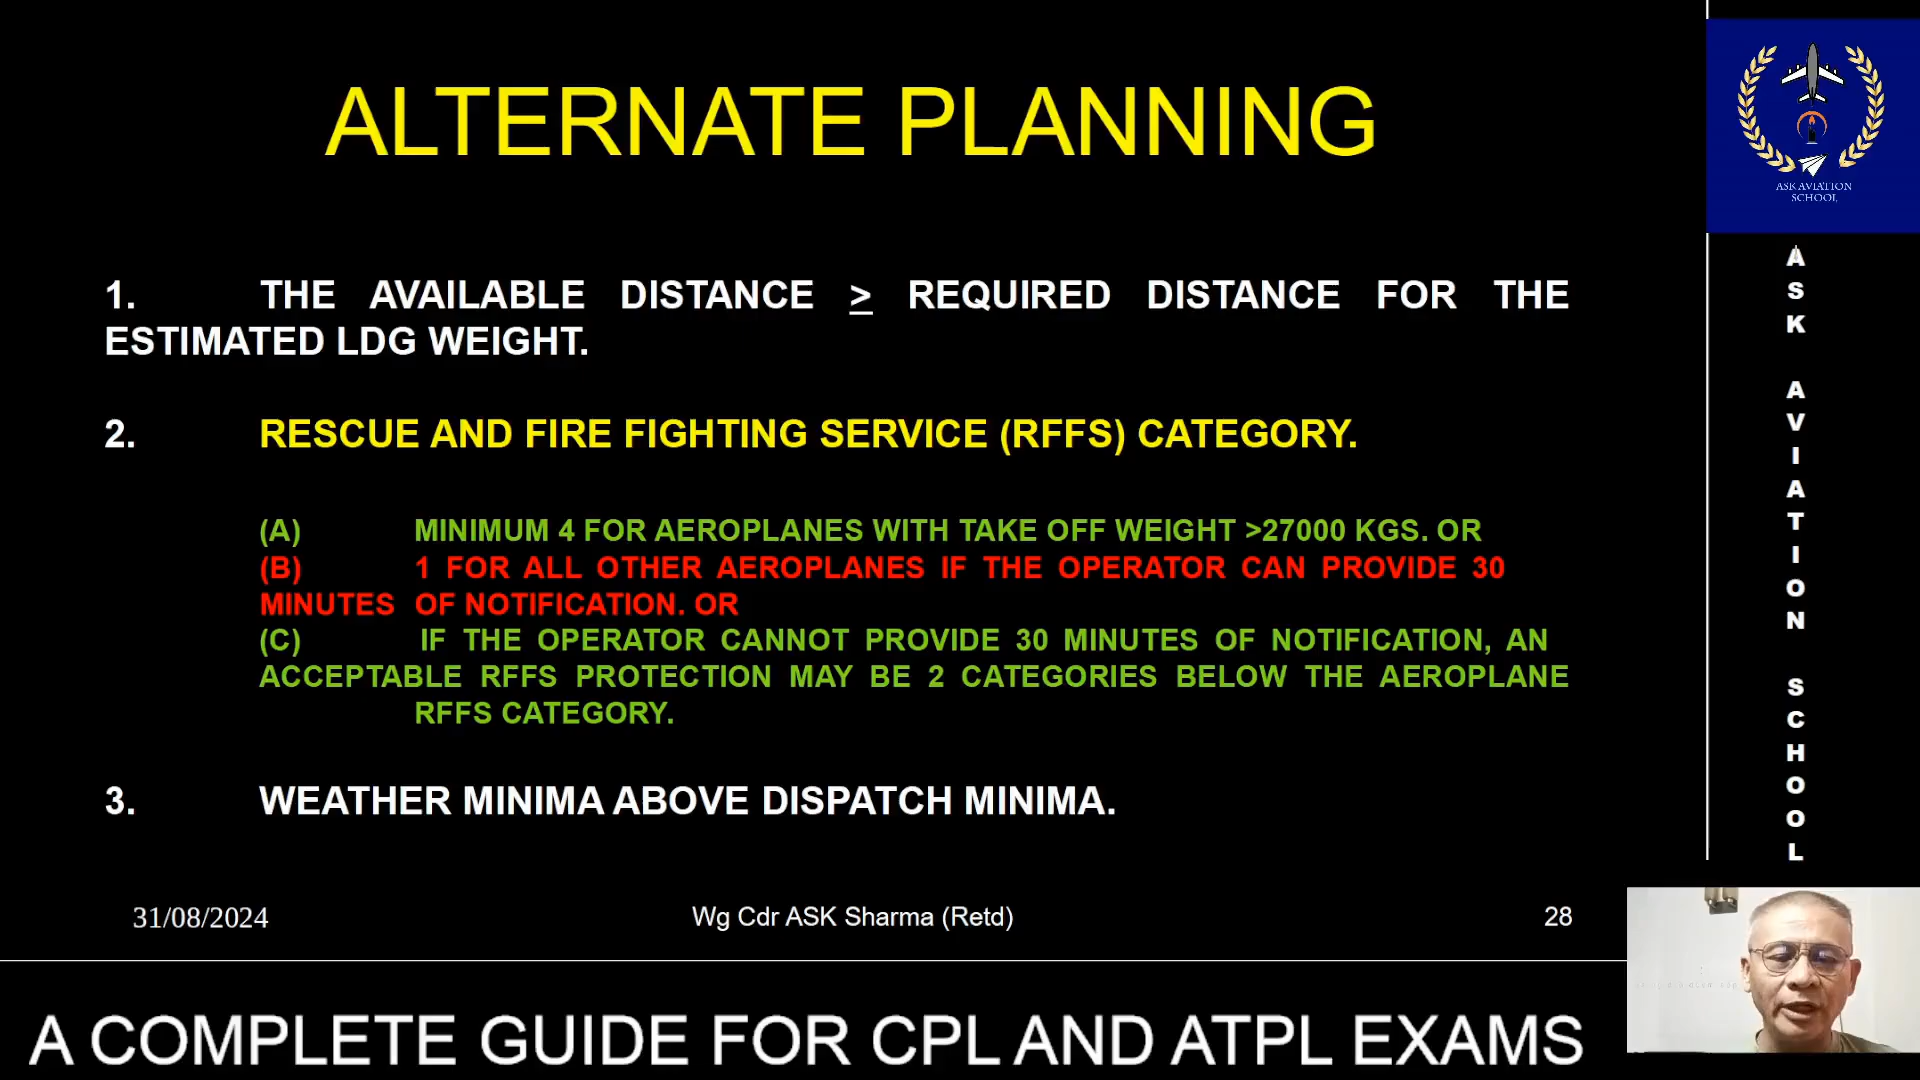 ALTERNATE PLANNING
1. THE AVAILABLE DISTANCE > REQUIRED DISTANCE FOR THE
ESTIMATED LDG WEIGHT.
2. RESCUE AND FIRE FIGHTING SERVICE (RFFS) CATEGORY.
(A) MINIMUM 4 FOR AEROPLANES WITH TAKE OFF WEIGHT >27000 KGS. OR
(B) 1 FOR ALL OTHER AEROPLANES IF THE OPERATOR CAN PROVIDE 30
MINUTES OF NOTIFICATION. OR
(C) IF THE OPERATOR CANNOT PROVIDE 30 MINUTES OF NOTIFICATION, AN
ACCEPTABLE RFFS PROTECTION MAY BE 2 CATEGORIES BELOW THE AEROPLANE
RFFS CATEGORY.
3. WEATHER MINIMA ABOVE DISPATCH MINIMA.
31/08/2024
Wg Cdr ASK Sharma (Retd)
28
ASK AVIATION
SCHOOL
ASK AVIATION SCHOOL
A COMPLETE GUIDE FOR CPL AND ATPL EXAMS